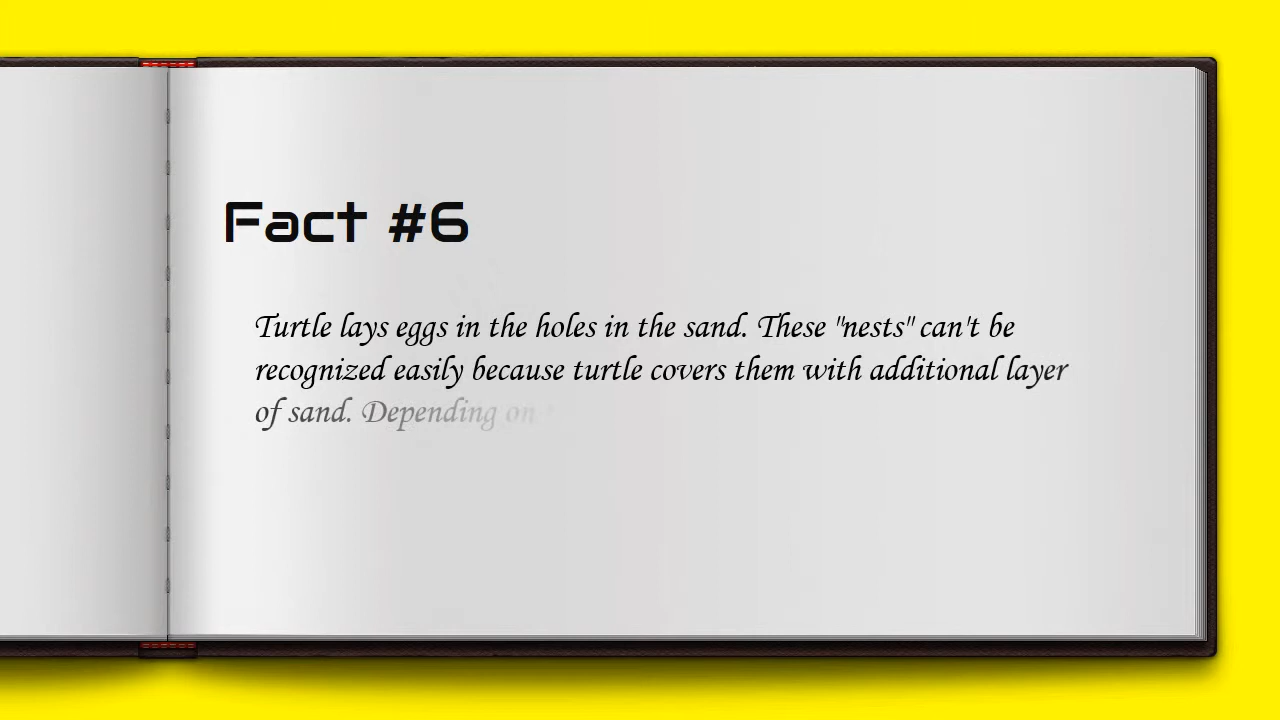 Fact #6
Turtle lays eggs in the holes in the sand. These "nests" can't be
recognized easily because turtle covers them with additional layer
of sand. Depending on